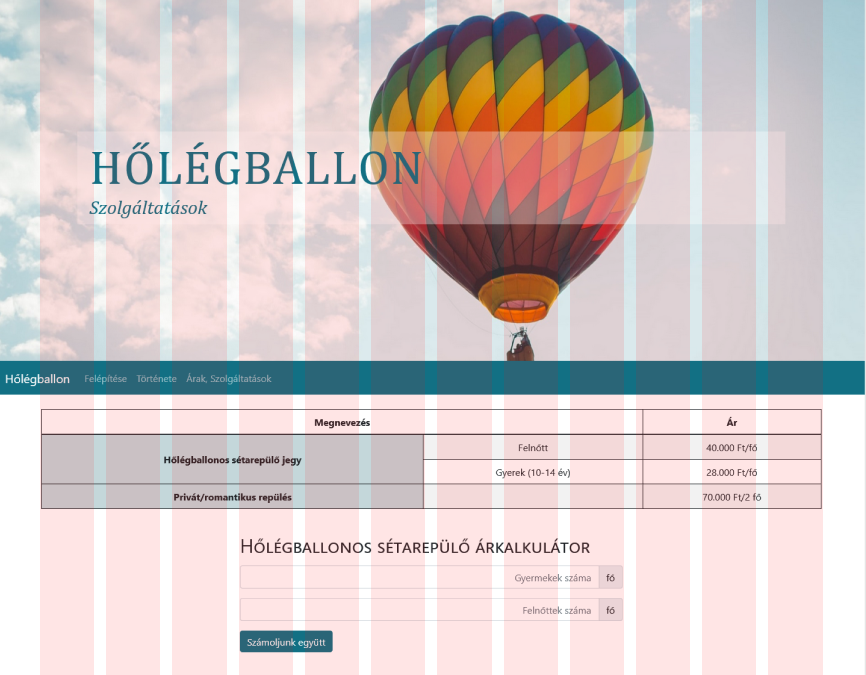 HŐLÉGBALLON
Szolgáltatások
Hőlégballon Felépítése Története Árak, Szolgáltatások
Megnevezés Ár
Hőlégballonos sétarepülő jegy Felnőtt 40.000 Ft/fő
Gyerek (10-14 év) 28.000 Ft/fő
Privát/romantikus repülés 70.000 Ft/2 fő
Hőlégballonos sétarepülő árkalkulátor
Gyermekek száma fő
Felnőttek száma fő
Számoljunk együtt